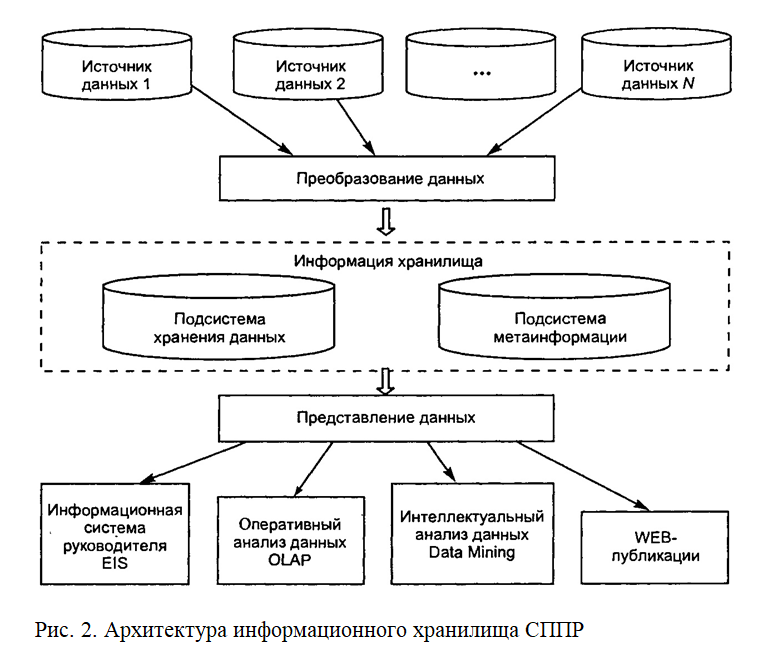 Источник
данных 1
Источник
данных 2
...
Источник
данных N
Преобразование данных
Информация хранилища
Подсистема
хранения данных
Подсистема
метаинформации
Представление данных
Информационная
система
руководителя
EIS
Оперативный
анализ данных
OLAP
Интеллектуальный
анализ данных
Data Mining
WEB-
публикации
Рис. 2. Архитектура информационного хранилища СППР